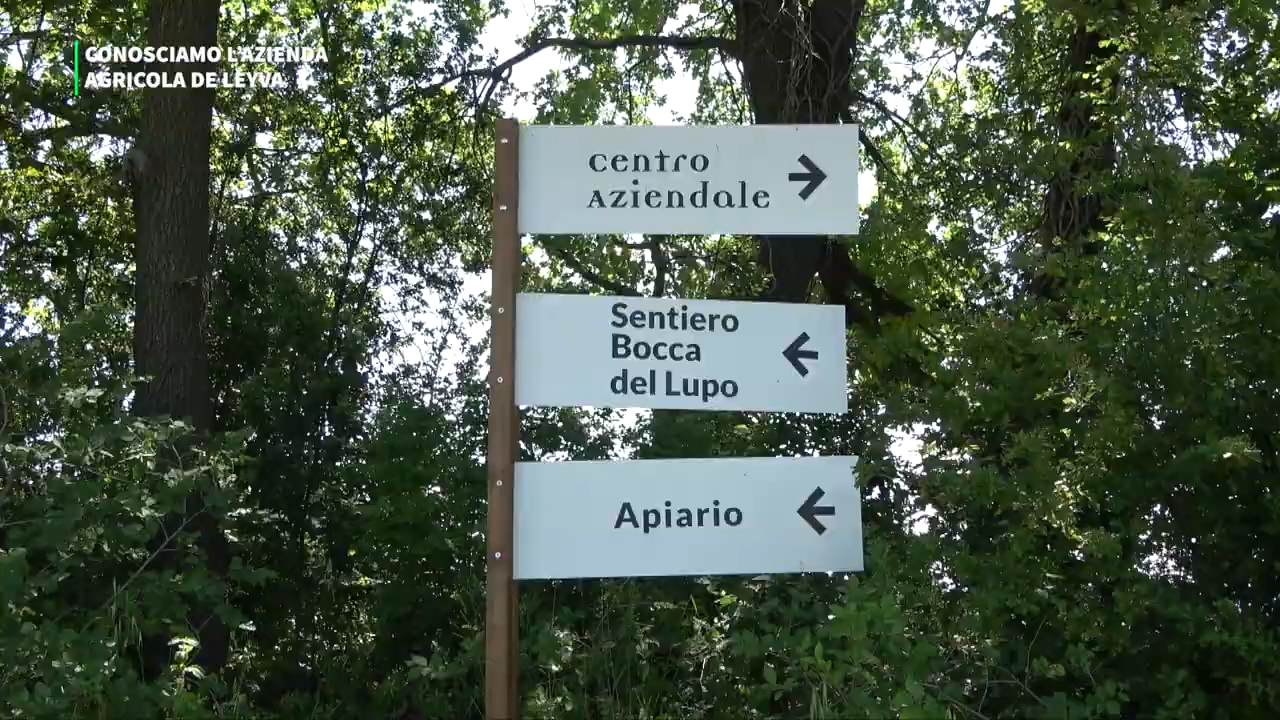 CONOSCIAMO L'AZIENDA
AGRICOLA DE LEYVA
centro
Aziendale
Sentiero
Bocca
del Lupo
Apiario